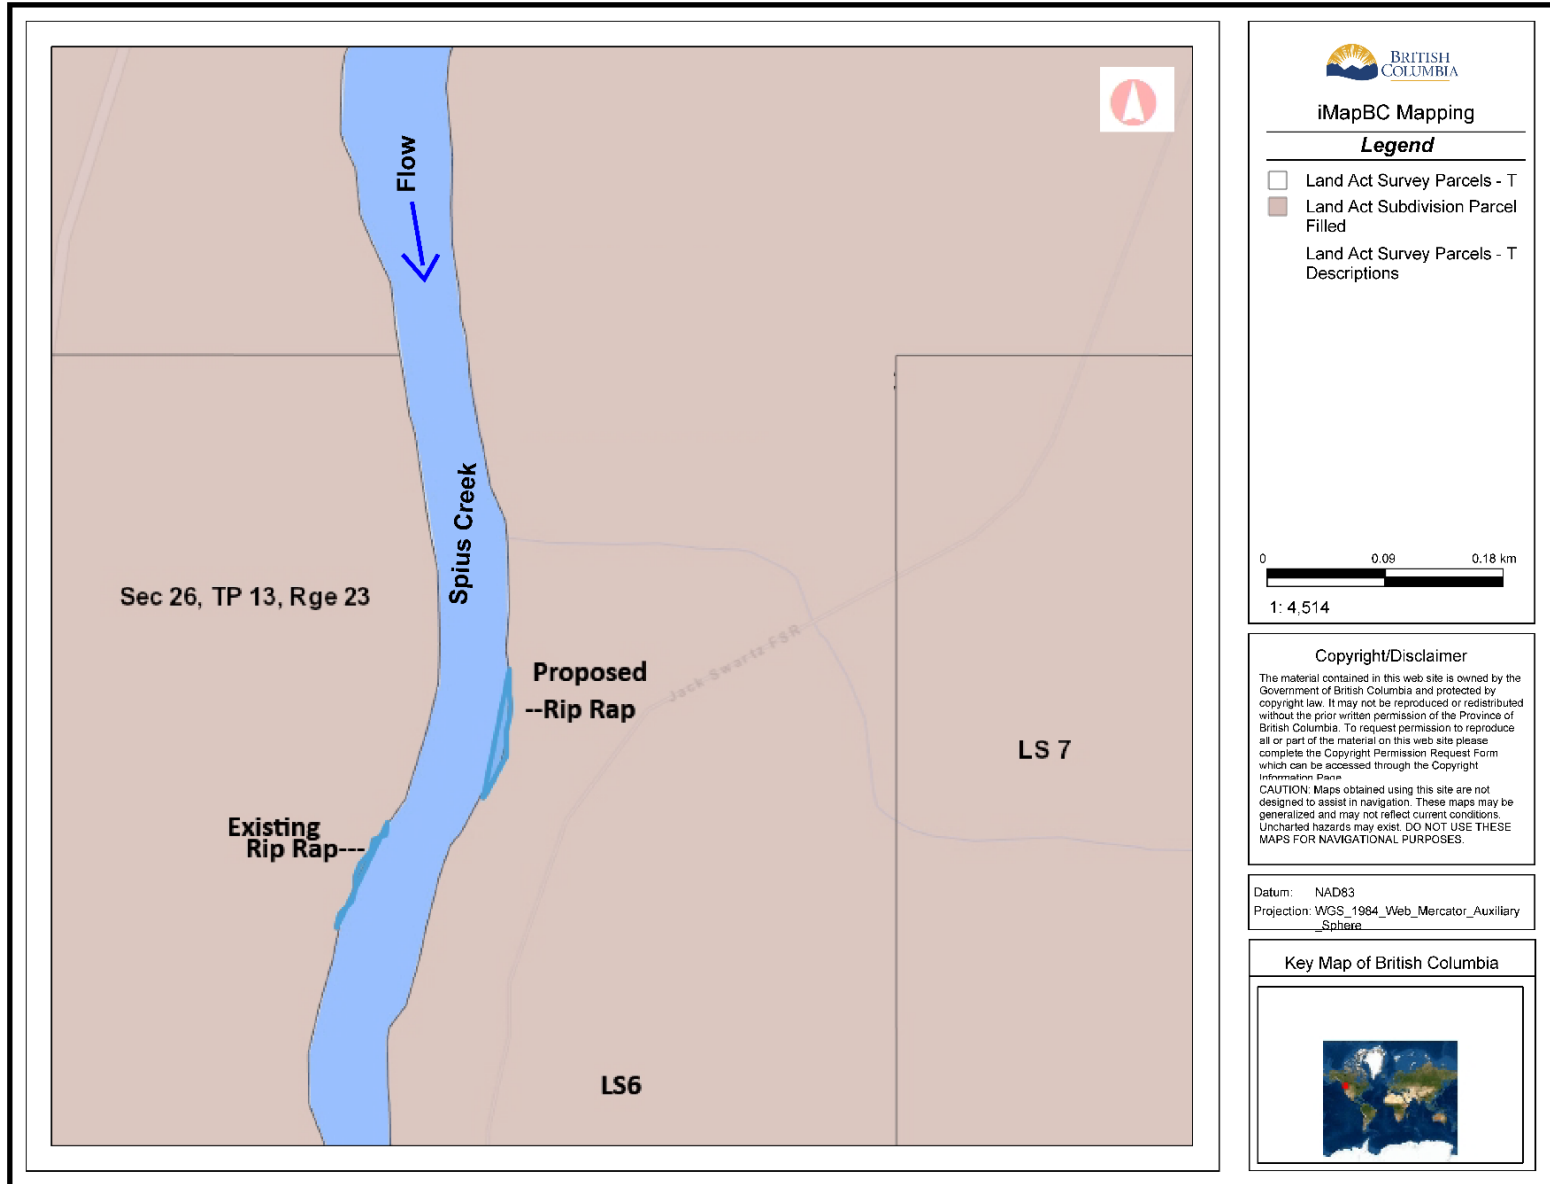 Flow
Spius Creek
Sec 26, TP 13, Rge 23
Proposed
--Rip Rap
Jack Swartz FSR
LS 7
Existing
Rip Rap---
LS6
BRITISH
COLUMBIA
iMapBC Mapping
Legend
Land Act Survey Parcels - T
Land Act Subdivision Parcel
Filled
Land Act Survey Parcels - T
Descriptions
0 0.09 0.18 km
1: 4,514
Copyright/Disclaimer
The material contained in this web site is owned by the
Government of British Columbia and protected by
copyright law. It may not be reproduced or redistributed
without the prior written permission of the Province of
British Columbia. To request permission to reproduce
all or part of the material on this web site please
complete the Copyright Permission Request Form
which can be accessed through the Copyright
Information Page
CAUTION: Maps obtained using this site are not
designed to assist in navigation. These maps may be
generalized and may not reflect current conditions.
Uncharted hazards may exist. DO NOT USE THESE
MAPS FOR NAVIGATIONAL PURPOSES.
Datum: NAD83
Projection: WGS_1984_Web_Mercator_Auxiliary
_Sphere
Key Map of British Columbia